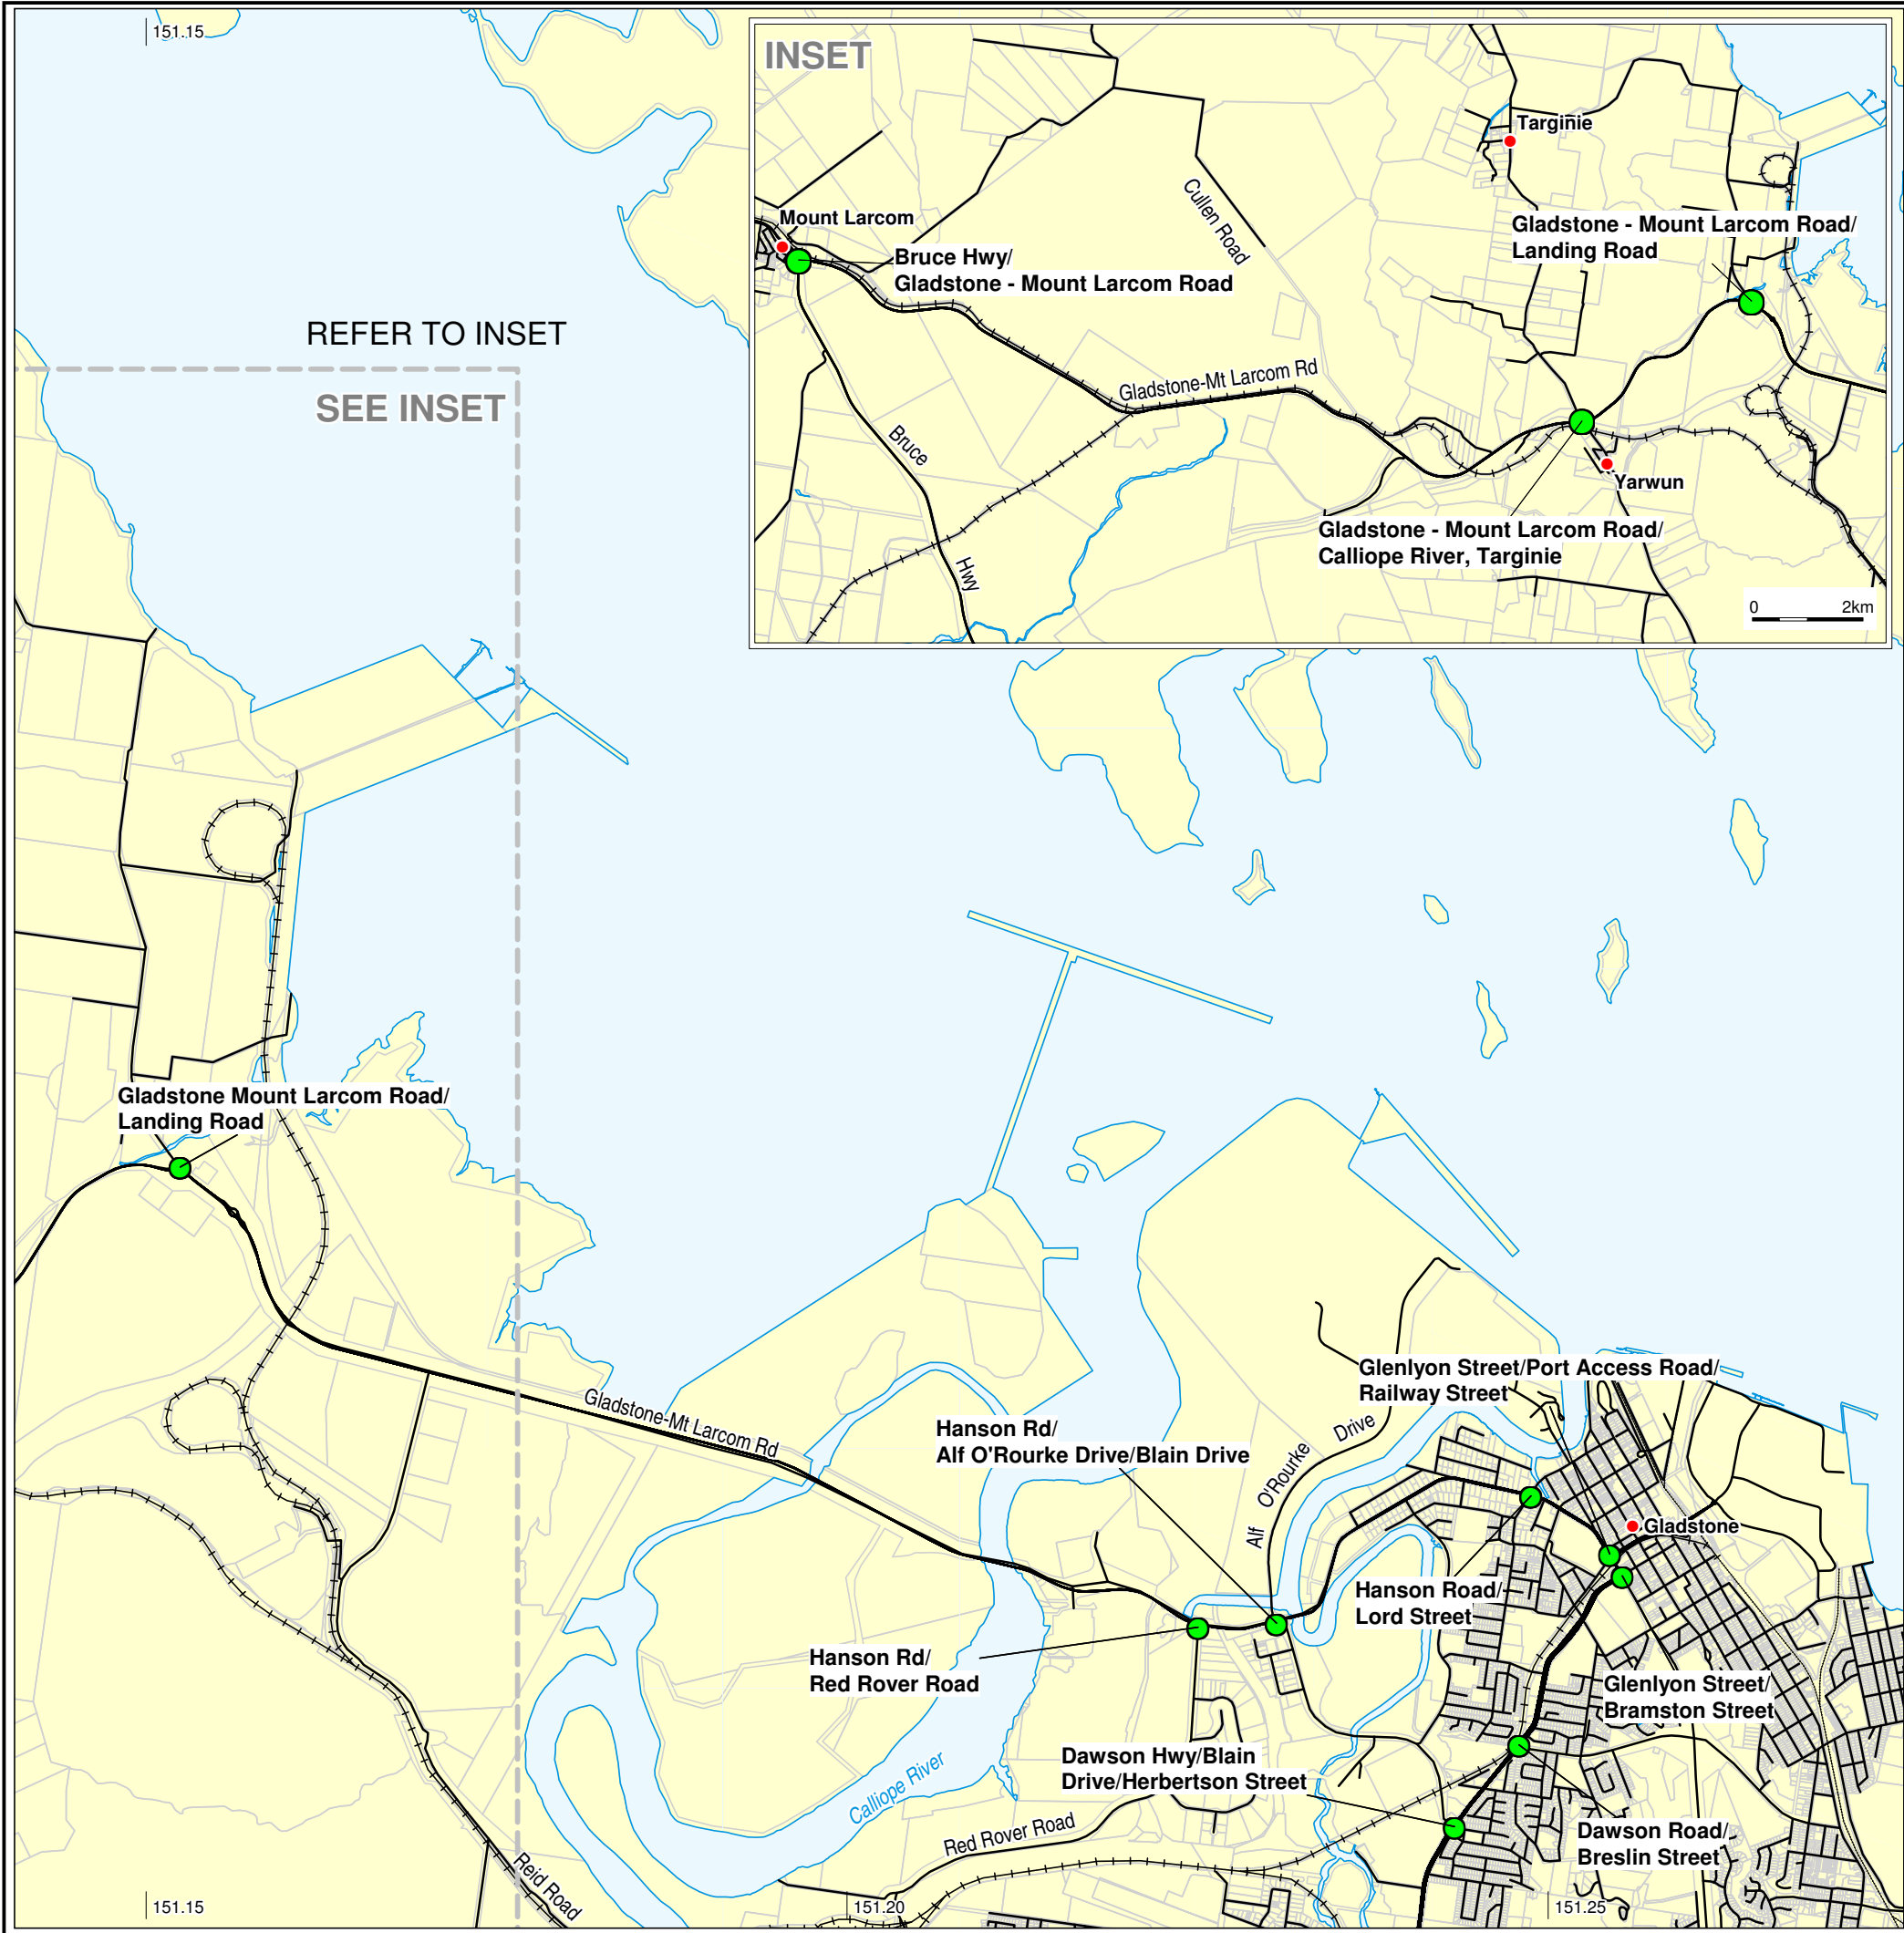 151.15
INSET
Targinie
Cullen Road
Mount Larcom
Gladstone - Mount Larcom Road/
Landing Road
Bruce Hwy/
Gladstone - Mount Larcom Road
REFER TO INSET
SEE INSET
Gladstone-Mt Larcom Rd
Bruce
Hwy
Yarwun
Gladstone - Mount Larcom Road/
Calliope River, Targinie
0 2km
Gladstone Mount Larcom Road/
Landing Road
Gladstone-Mt Larcom Rd
Glenlyon Street/Port Access Road/
Railway Street
Hanson Rd/
Alf O'Rourke Drive/Blain Drive
Alf O'Rourke Drive
Gladstone
Hanson Road/
Lord Street
Hanson Rd/
Red Rover Road
Glenlyon Street/
Bramston Street
Dawson Hwy/Blain
Drive/Herbertson Street
Calliope River
Red Rover Road
Dawson Road/
Breslin Street
Reid Road
151.15
151.20
151.25